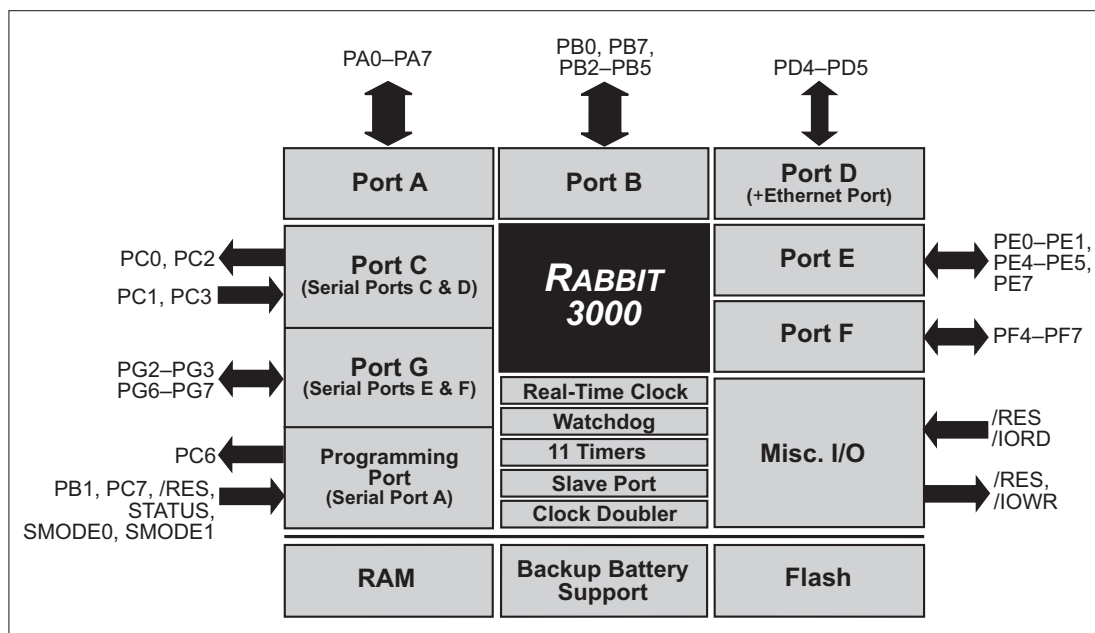 PA0–PA7
PB0, PB7,
PB2–PB5
PD4–PD5
Port A
Port B
Port D
(+Ethernet Port)
PC0, PC2
PC1, PC3
Port C
(Serial Ports C & D)
RABBIT
3000
Port E
PE0–PE1,
PE4–PE5,
PE7
Port F
PF4–PF7
PG2–PG3
PG6–PG7
Port G
(Serial Ports E & F)
Real-Time Clock
Watchdog
11 Timers
Slave Port
Clock Doubler
Misc. I/O
/RES
/IORD
/RES,
/IOWR
PC6
PB1, PC7, /RES,
STATUS,
SMODE0, SMODE1
Programming
Port
(Serial Port A)
RAM
Backup Battery
Support
Flash